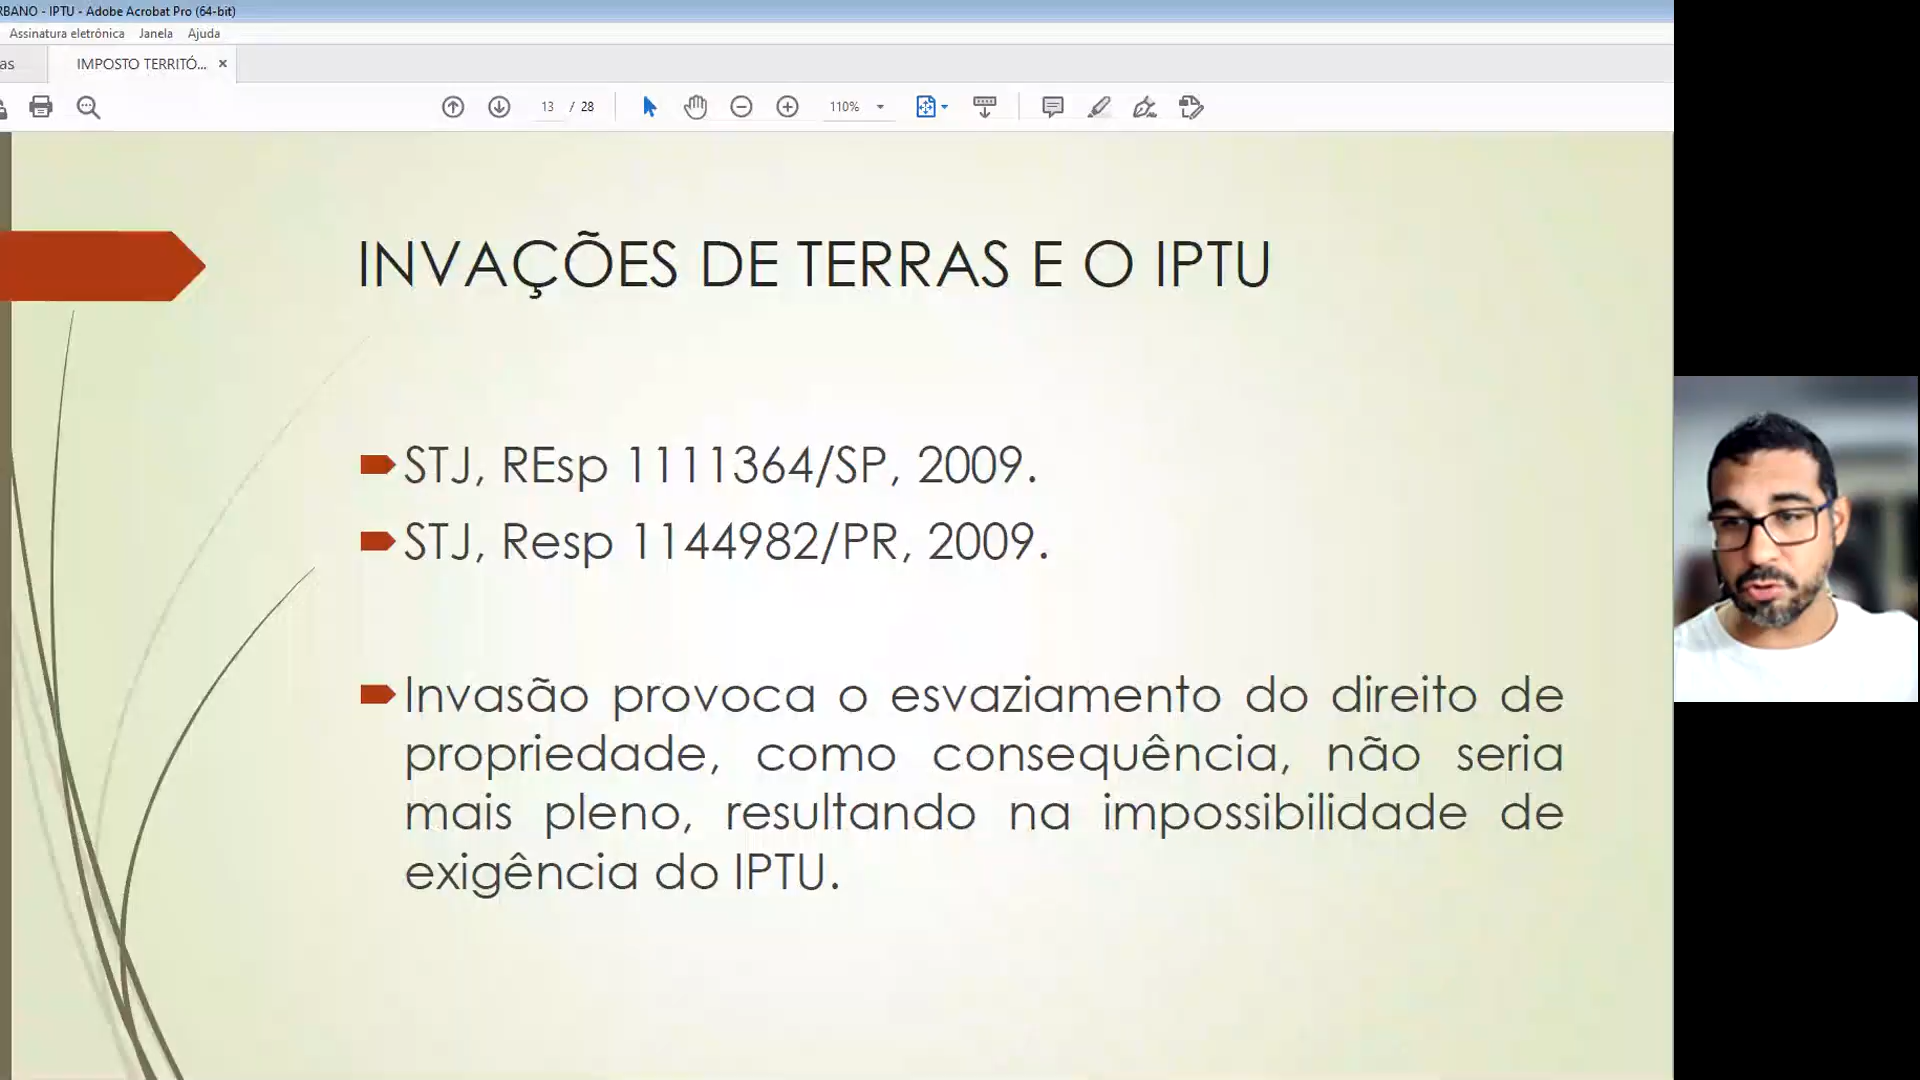 RBANO - IPTU - Adobe Acrobat Pro (64-bit)
Assinatura eletrônica Janela Ajuda
as IMPOSTO TERRITÓ... ×
13 / 28 110%
INVAÇÕES DE TERRAS E O IPTU
STJ, REsp 1111364/SP, 2009.
STJ, Resp 1144982/PR, 2009.
Invasão provoca o esvaziamento do direito de
propriedade, como consequência, não seria
mais pleno, resultando na impossibilidade de
exigência do IPTU.